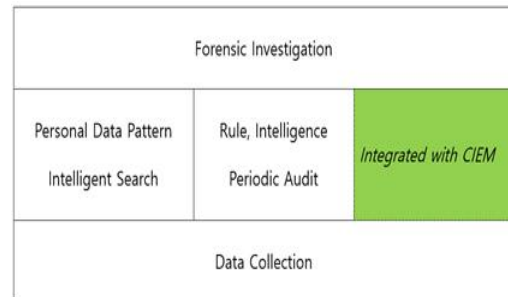 Forensic Investigation
Personal Data Pattern
Intelligent Search
Rule, Intelligence
Periodic Audit
Integrated with CIEM
Data Collection